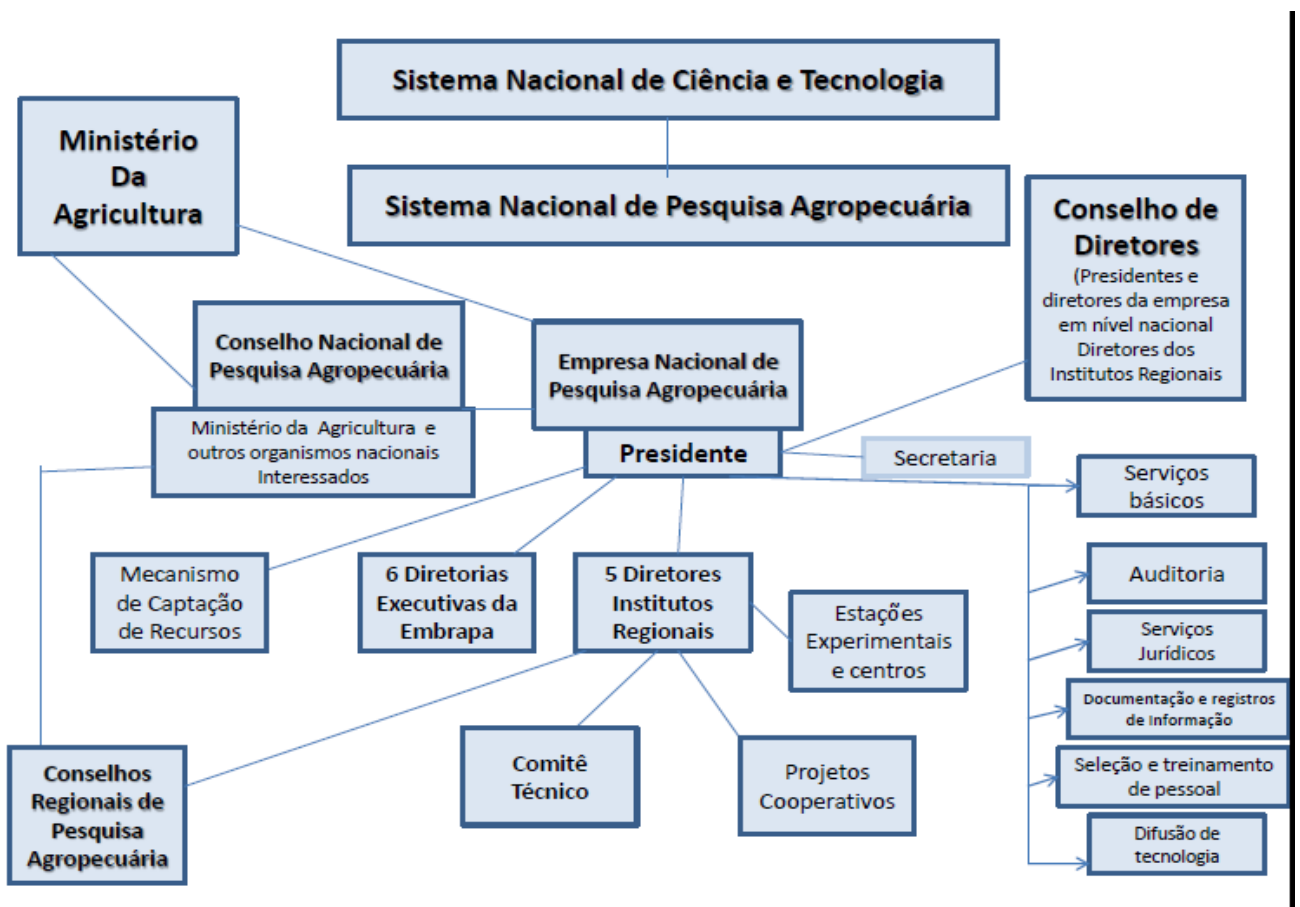 Sistema Nacional de Ciência e Tecnologia
Ministério
Da
Agricultura
Sistema Nacional de Pesquisa Agropecuária
Conselho de
Diretores
(Presidentes e
diretores da empresa
em nível nacional
Diretores dos
Institutos Regionais
Conselho Nacional de
Pesquisa Agropecuária
Ministério da Agricultura e
outros organismos nacionais
Interessados
Empresa Nacional de
Pesquisa Agropecuária
Presidente
Secretaria
Serviços
básicos
Mecanismo
de Captação
de Recursos
6 Diretorias
Executivas da
Embrapa
5 Diretores
Institutos
Regionais
Estações
Experimentais
e centros
Auditoria
Serviços
Jurídicos
Documentação e registros
de Informação
Seleção e treinamento
de pessoal
Difusão de
tecnologia
Conselhos
Regionais de
Pesquisa
Agropecuária
Comitê
Técnico
Projetos
Cooperativos